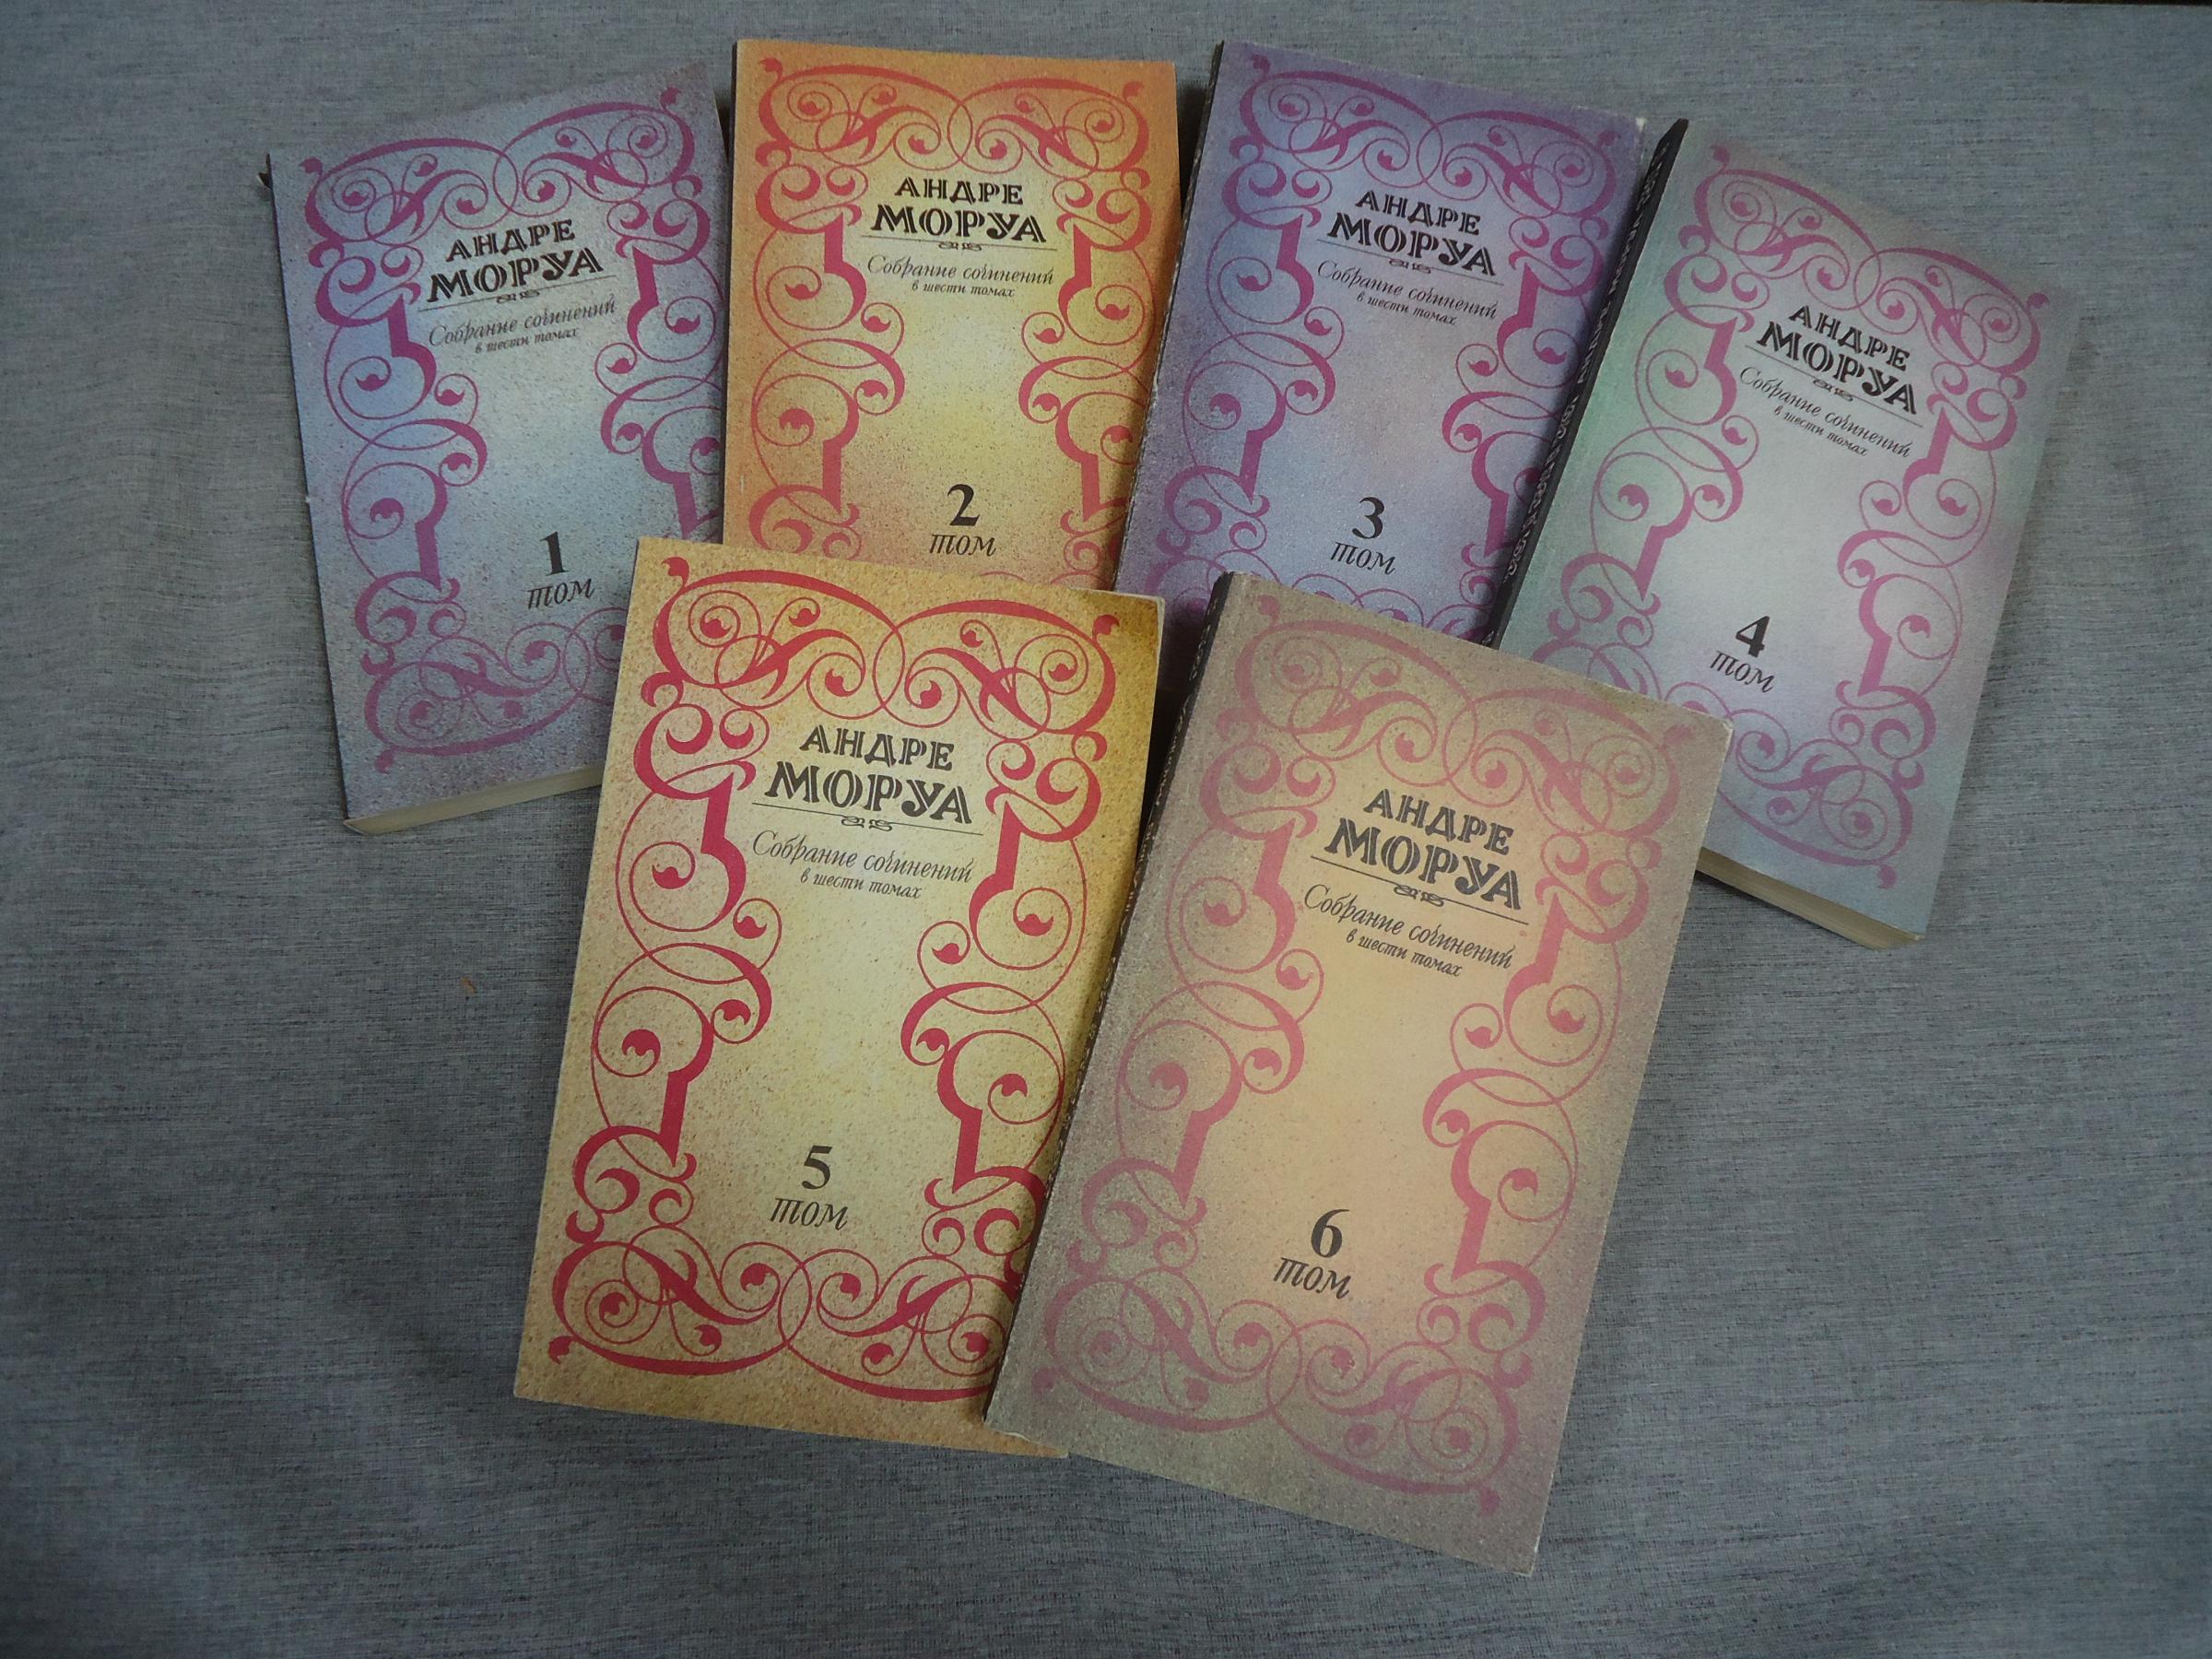 АНДРЕ
МОРУА
Собрание сочинений
в шести томах
1
том
АНДРЕ
МОРУА
Собрание сочинений
в шести томах
2
том
АНДРЕ
МОРУА
Собрание сочинений
в шести томах
3
том
АНДРЕ
МОРУА
Собрание сочинений
в шести томах
4
том
АНДРЕ
МОРУА
Собрание сочинений
в шести томах
5
том
АНДРЕ
МОРУА
Собрание сочинений
в шести томах
6
том